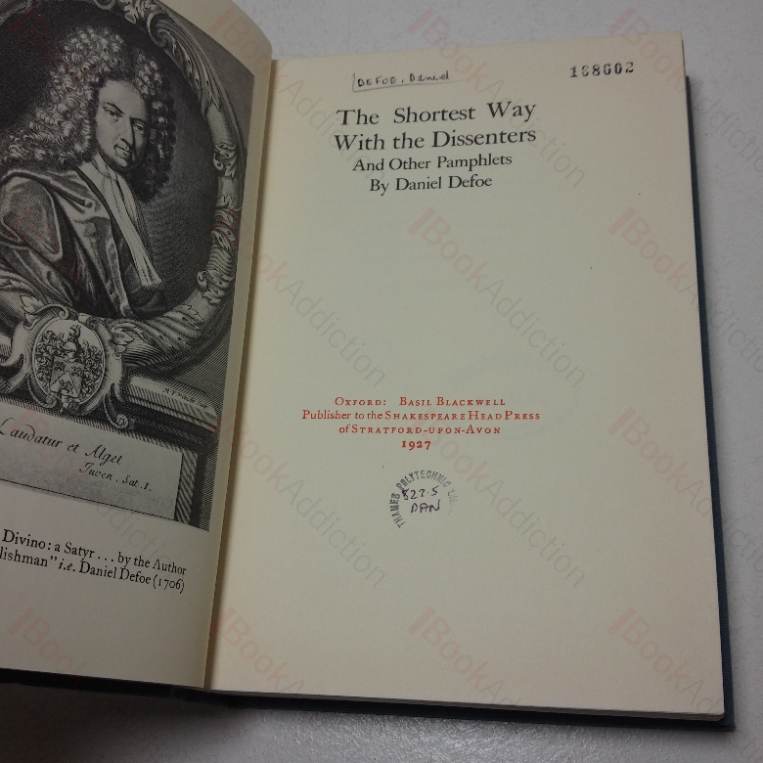 Laudatur et Alget
Juven. Sat. I.
Divino: a Satyr ... by the Author
lishman" i.e. Daniel Defoe (1706)
DEFOE, Daniel
168602
The Shortest Way
With the Dissenters
And Other Pamphlets
By Daniel Defoe
OXFORD: BASIL BLACKWELL
Publisher to the SHAKESPEARE HEAD PRESS
of STRATFORD-UPON-AVON
1927
THAMES POLYTECHNIC
823.5
DAN
BookAddiction